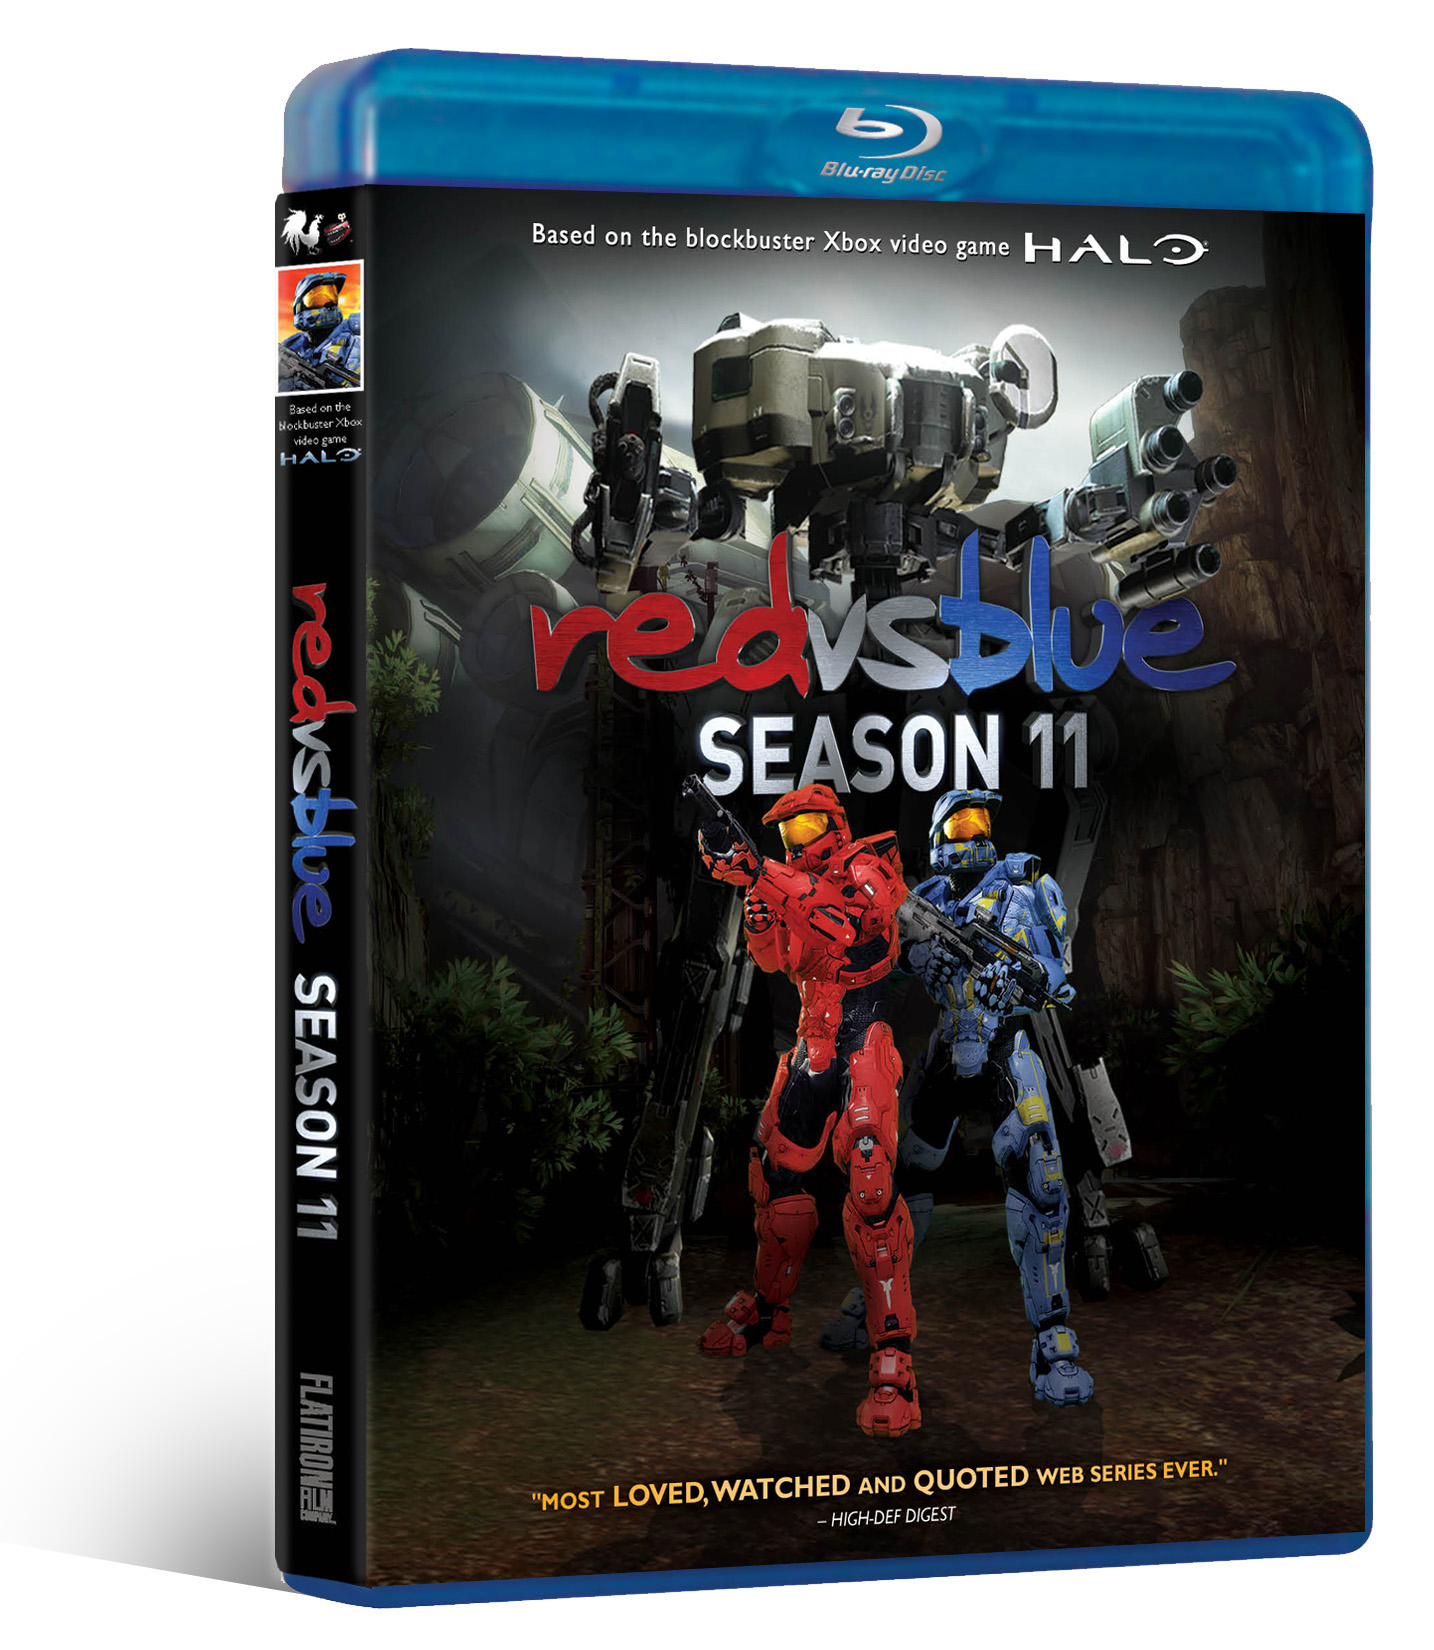 Blu-ray Disc
Based on the blockbuster Xbox video game HALO
redvsblue
SEASON 11
"MOST LOVED, WATCHED AND QUOTED WEB SERIES EVER."
– HIGH-DEF DIGEST
Based on the
blockbuster Xbox
video game
HALO
redvsblue SEASON 11
FLATIRON
FILM
COMPANY